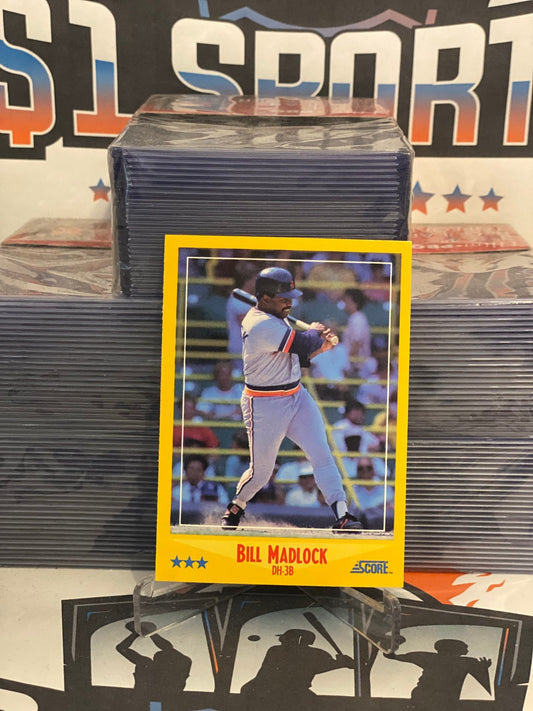 $1 SPORT
BILL MADLOCK
DH-3B
SCORE